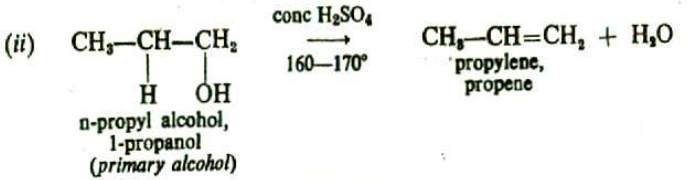 conc H₂SO₄
(ii) CH₃—CH—CH₂ ⟶ CH₃—CH=CH₂ + H₂O
160—170°
H OH
propylene,
propene
n-propyl alcohol,
1-propanol
(primary alcohol)